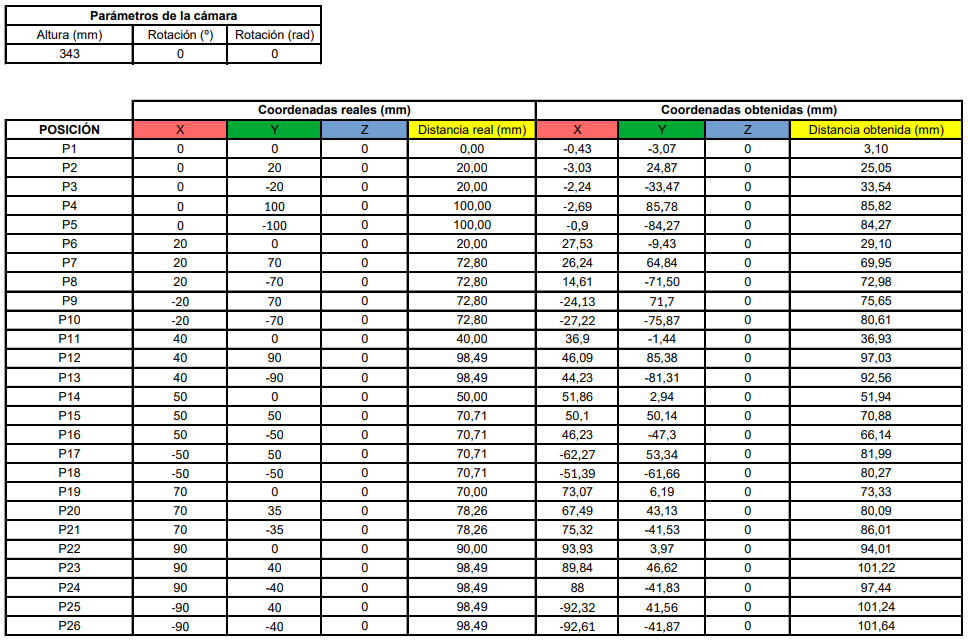 Parámetros de la cámara
Altura (mm) Rotación (º) Rotación (rad)
343 0 0
Coordenadas reales (mm) Coordenadas obtenidas (mm)
POSICIÓN X Y Z Distancia real (mm) X Y Z Distancia obtenida (mm)
P1 0 0 0 0,00 -0,43 -3,07 0 3,10
P2 0 20 0 20,00 -3,03 24,87 0 25,05
P3 0 -20 0 20,00 -2,24 -33,47 0 33,54
P4 0 100 0 100,00 -2,69 85,78 0 85,82
P5 0 -100 0 100,00 -0,9 -84,27 0 84,27
P6 20 0 0 20,00 27,53 -9,43 0 29,10
P7 20 70 0 72,80 26,24 64,84 0 69,95
P8 20 -70 0 72,80 14,61 -71,50 0 72,98
P9 -20 70 0 72,80 -24,13 71,7 0 75,65
P10 -20 -70 0 72,80 -27,22 -75,87 0 80,61
P11 40 0 0 40,00 36,9 -1,44 0 36,93
P12 40 90 0 98,49 46,09 85,38 0 97,03
P13 40 -90 0 98,49 44,23 -81,31 0 92,56
P14 50 0 0 50,00 51,86 2,94 0 51,94
P15 50 50 0 70,71 50,1 50,14 0 70,88
P16 50 -50 0 70,71 46,23 -47,3 0 66,14
P17 -50 50 0 70,71 -62,27 53,34 0 81,99
P18 -50 -50 0 70,71 -51,39 -61,66 0 80,27
P19 70 0 0 70,00 73,07 6,19 0 73,33
P20 70 35 0 78,26 67,49 43,13 0 80,09
P21 70 -35 0 78,26 75,32 -41,53 0 86,01
P22 90 0 0 90,00 93,93 3,97 0 94,01
P23 90 40 0 98,49 89,84 46,62 0 101,22
P24 90 -40 0 98,49 88 -41,83 0 97,44
P25 -90 40 0 98,49 -92,32 41,56 0 101,24
P26 -90 -40 0 98,49 -92,61 -41,87 0 101,64